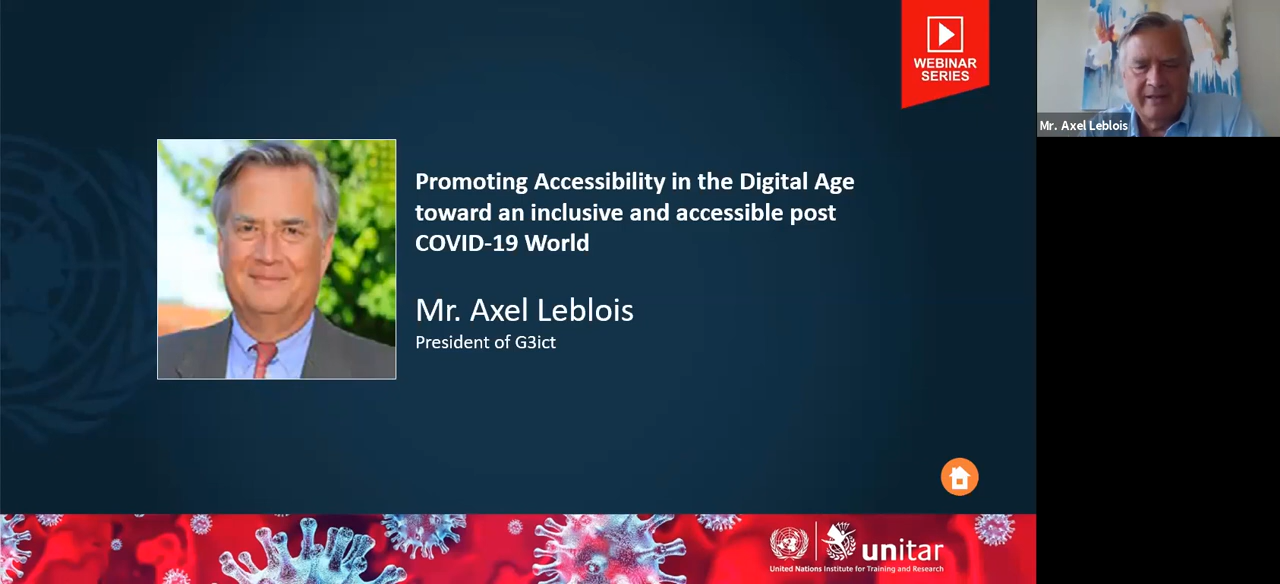 WEBINAR
SERIES
Mr. Axel Leblois
Promoting Accessibility in the Digital Age
toward an inclusive and accessible post
COVID-19 World
Mr. Axel Leblois
President of G3ict
unitar
United Nations Institute for Training and Research